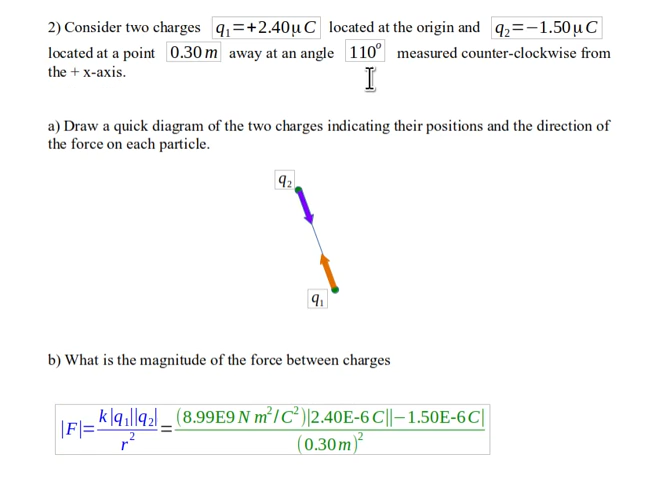 2) Consider two charges q₁=+2.40μC located at the origin and q₂=−1.50μC
located at a point 0.30m away at an angle 110° measured counter-clockwise from
the + x-axis.
a) Draw a quick diagram of the two charges indicating their positions and the direction of
the force on each particle.
q₂
q₁
b) What is the magnitude of the force between charges
|F|=k|q₁||q₂|/r²=(8.99E9 N m²/C²)|2.40E-6 C||−1.50E-6 C|/(0.30m)²